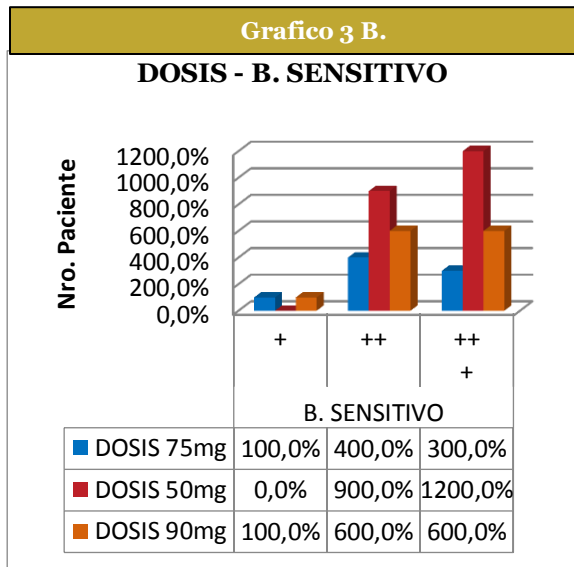 Grafico 3 B.
DOSIS - B. SENSITIVO
Nro. Paciente
1200,0%
1000,0%
800,0%
600,0%
400,0%
200,0%
0,0%
+ ++ ++
+
B. SENSITIVO
DOSIS 75mg 100,0% 400,0% 300,0%
DOSIS 50mg 0,0% 900,0% 1200,0%
DOSIS 90mg 100,0% 600,0% 600,0%